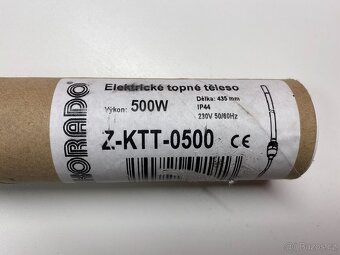 KORADO
Elektrické topné těleso
Výkon: 500W
Délka: 435 mm
IP44
230V 50/60Hz
Z-KTT-0500 CE